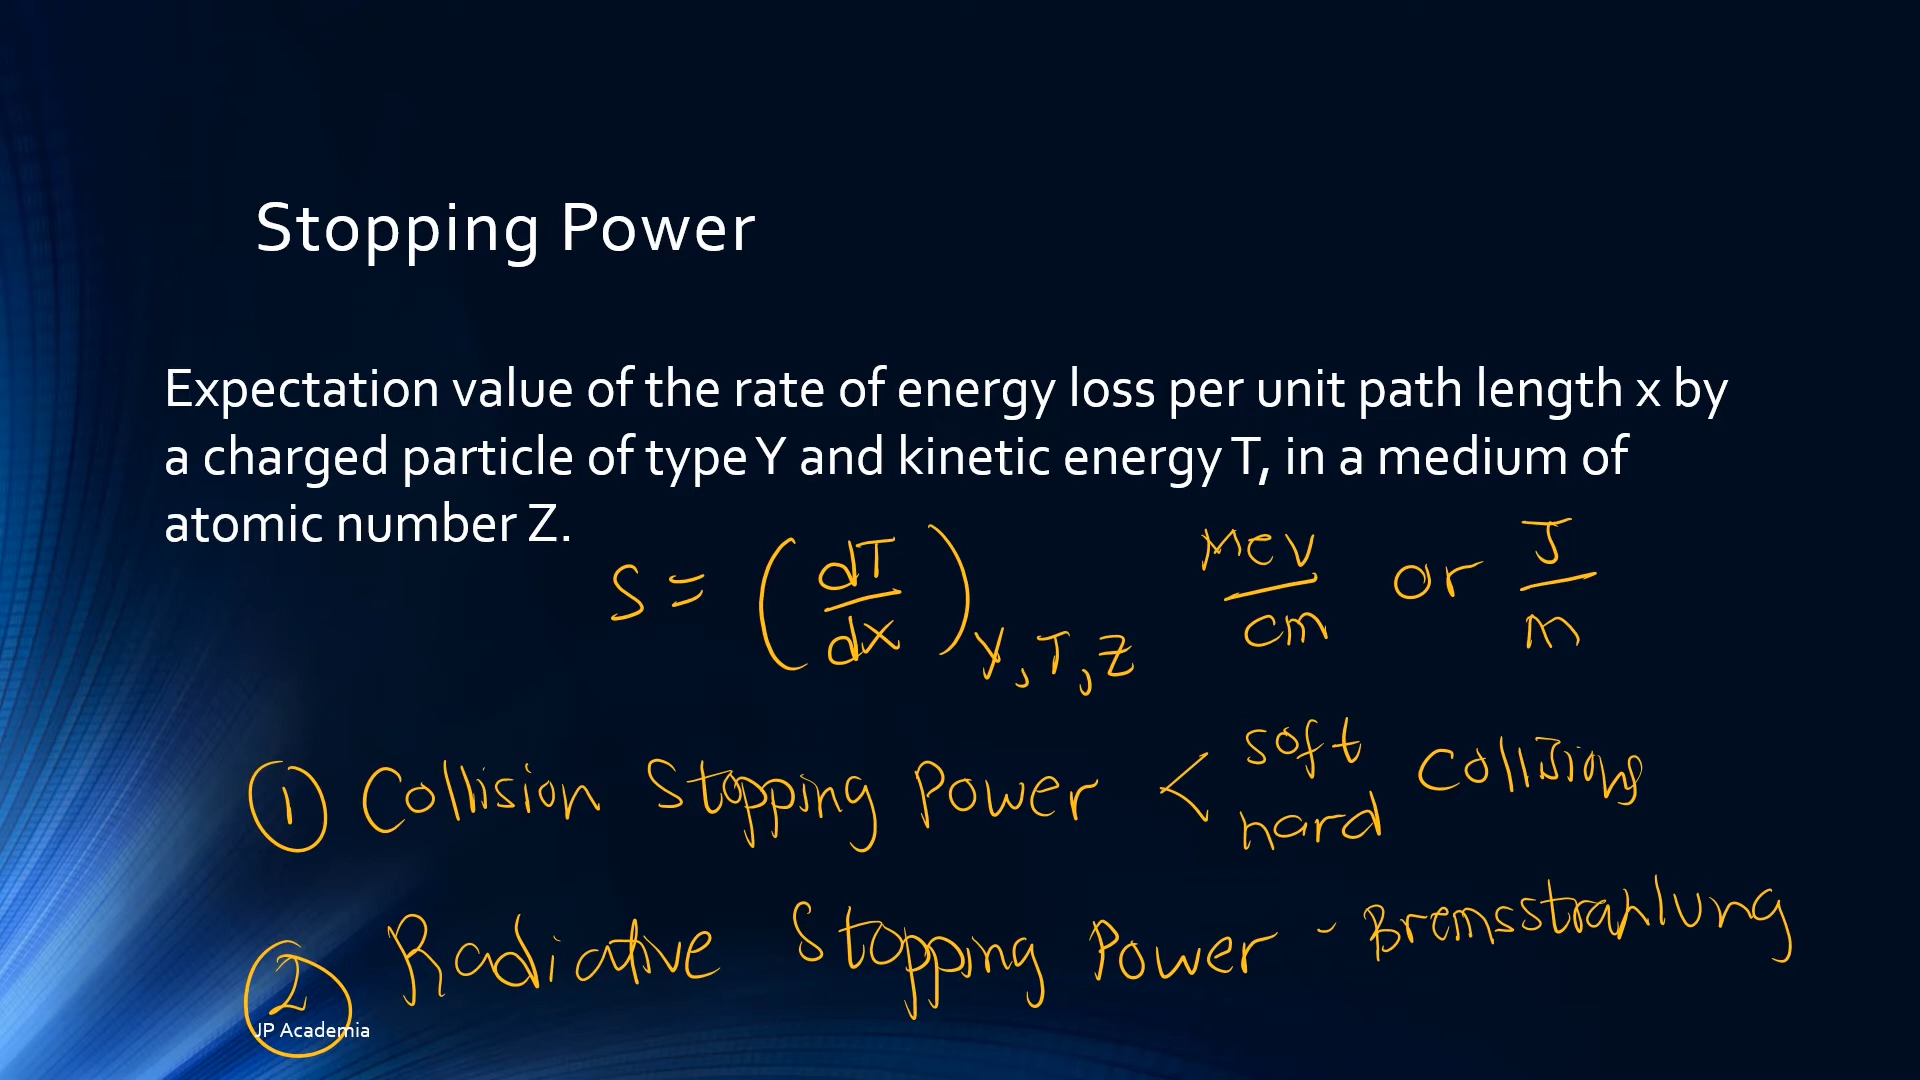 Stopping Power
Expectation value of the rate of energy loss per unit path length x by
a charged particle of type Y and kinetic energy T, in a medium of
atomic number Z.
S = (dT/dx)Y,T,Z MeV/cm or J/m
① Collision Stopping Power < soft hard Collisions
② Radiative Stopping Power - Bremsstrahlung
JP Academia